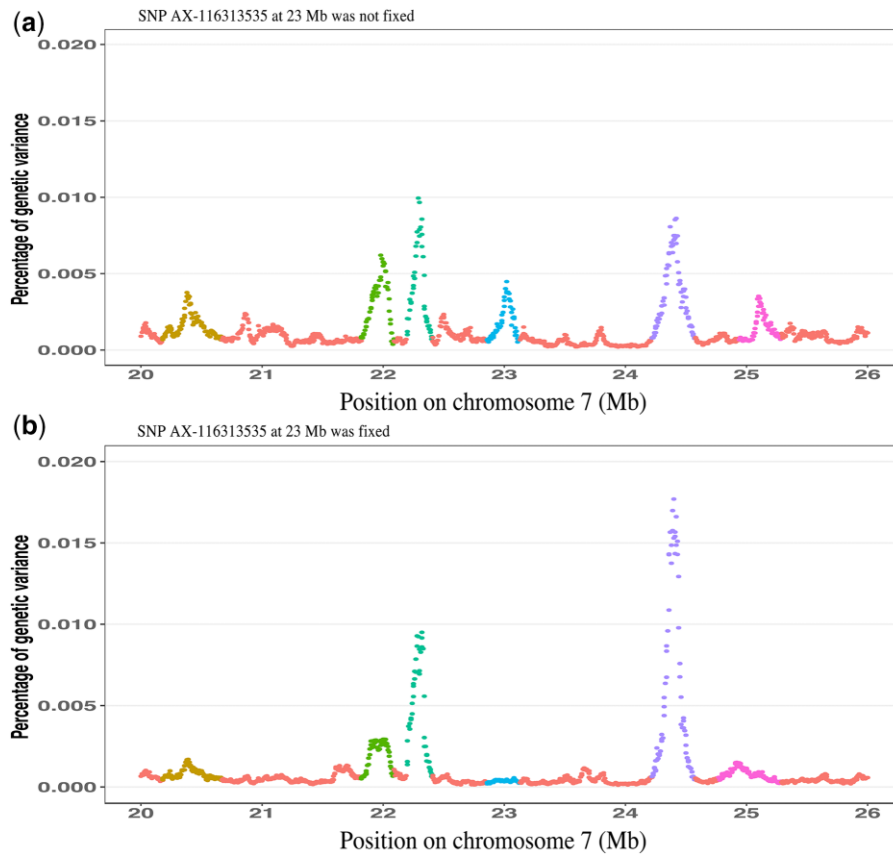 (a)
SNP AX-116313535 at 23 Mb was not fixed
Percentage of genetic variance
0.020
0.015
0.010
0.005
0.000
20 21 22 23 24 25 26
Position on chromosome 7 (Mb)
(b)
SNP AX-116313535 at 23 Mb was fixed
Percentage of genetic variance
0.020
0.015
0.010
0.005
0.000
20 21 22 23 24 25 26
Position on chromosome 7 (Mb)